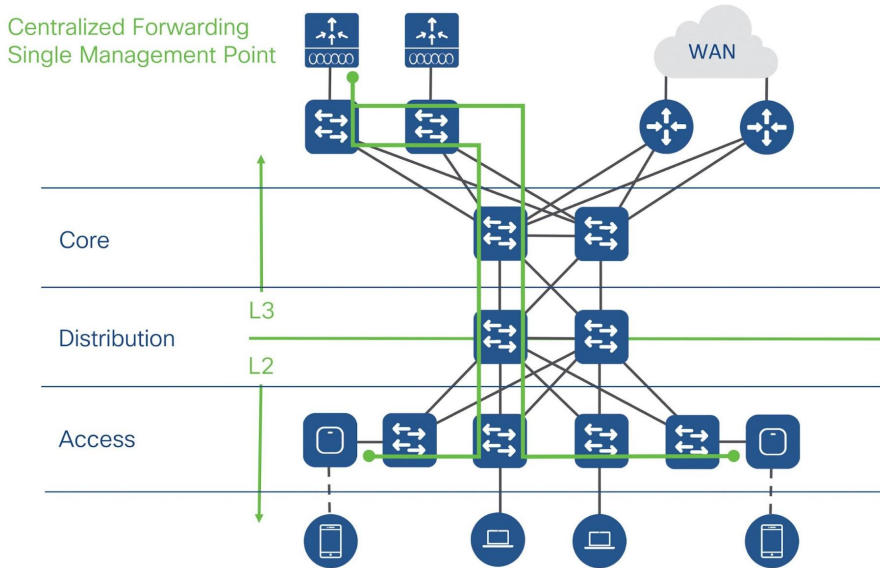 Centralized Forwarding
Single Management Point
WAN
Core
L3
Distribution
L2
Access